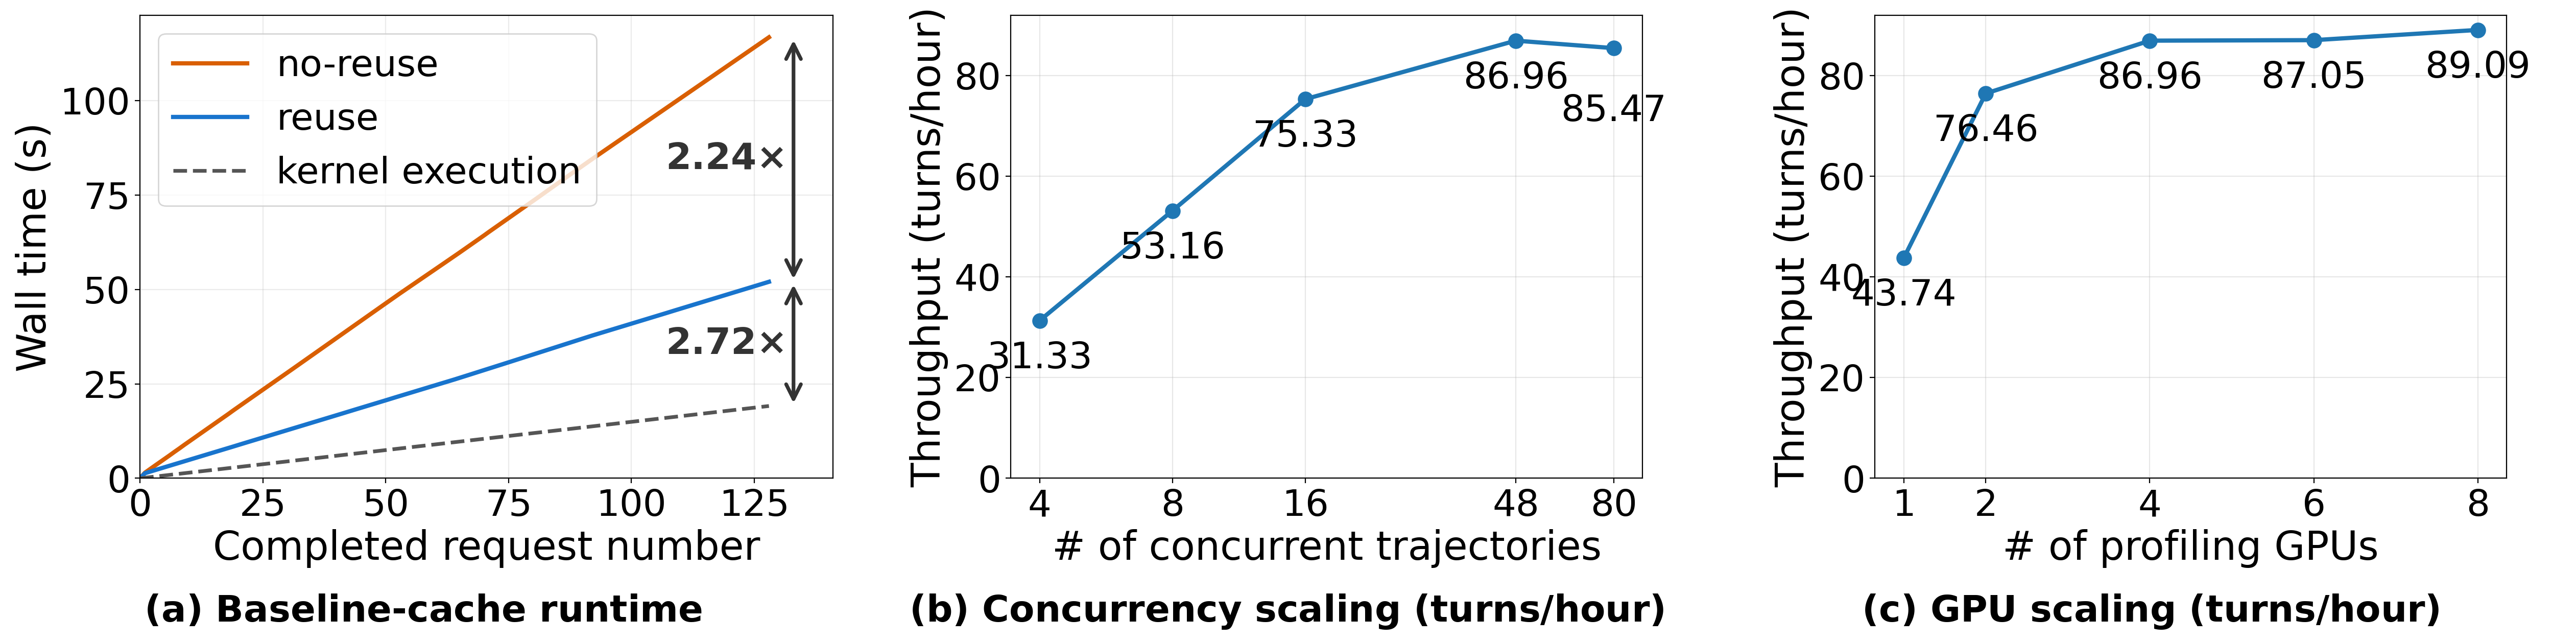 no-reuse
reuse
kernel execution
2.24×
2.72×
Wall time (s)
100
75
50
25
0
0 25 50 75 100 125
Completed request number
(a) Baseline-cache runtime
Throughput (turns/hour)
80
60
40
20
0
31.33
53.16
75.33
86.96
85.47
4 8 16 48 80
# of concurrent trajectories
(b) Concurrency scaling (turns/hour)
Throughput (turns/hour)
80
60
40
20
0
43.74
76.46
86.96
87.05
89.09
1 2 4 6 8
# of profiling GPUs
(c) GPU scaling (turns/hour)